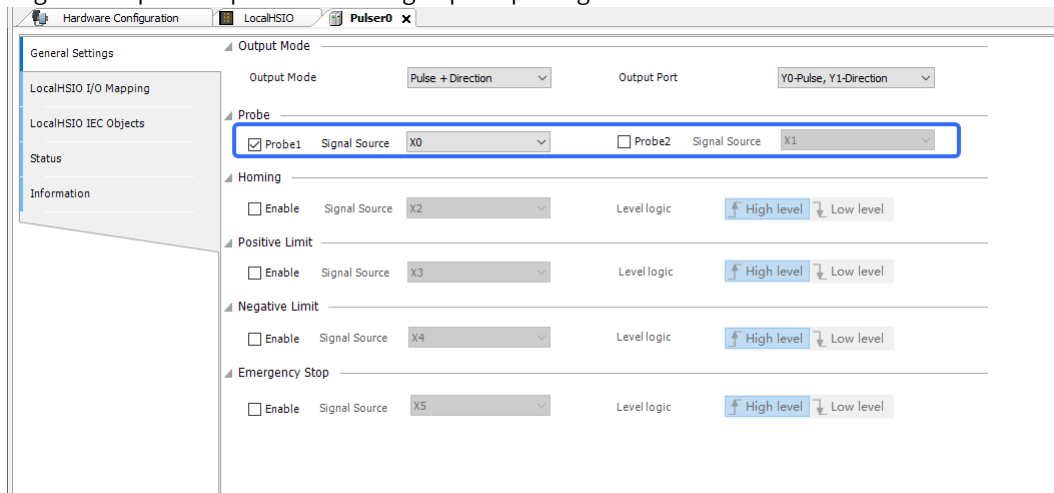 Hardware Configuration LocalHSIO Pulser0 x
General Settings
LocalHSIO I/O Mapping
LocalHSIO IEC Objects
Status
Information
Output Mode
Output Mode Pulse + Direction Output Port Y0-Pulse, Y1-Direction
Probe
Probe1 Signal Source X0 Probe2 Signal Source X1
Homing
Enable Signal Source X2 Level logic High level Low level
Positive Limit
Enable Signal Source X3 Level logic High level Low level
Negative Limit
Enable Signal Source X4 Level logic High level Low level
Emergency Stop
Enable Signal Source X5 Level logic High level Low level